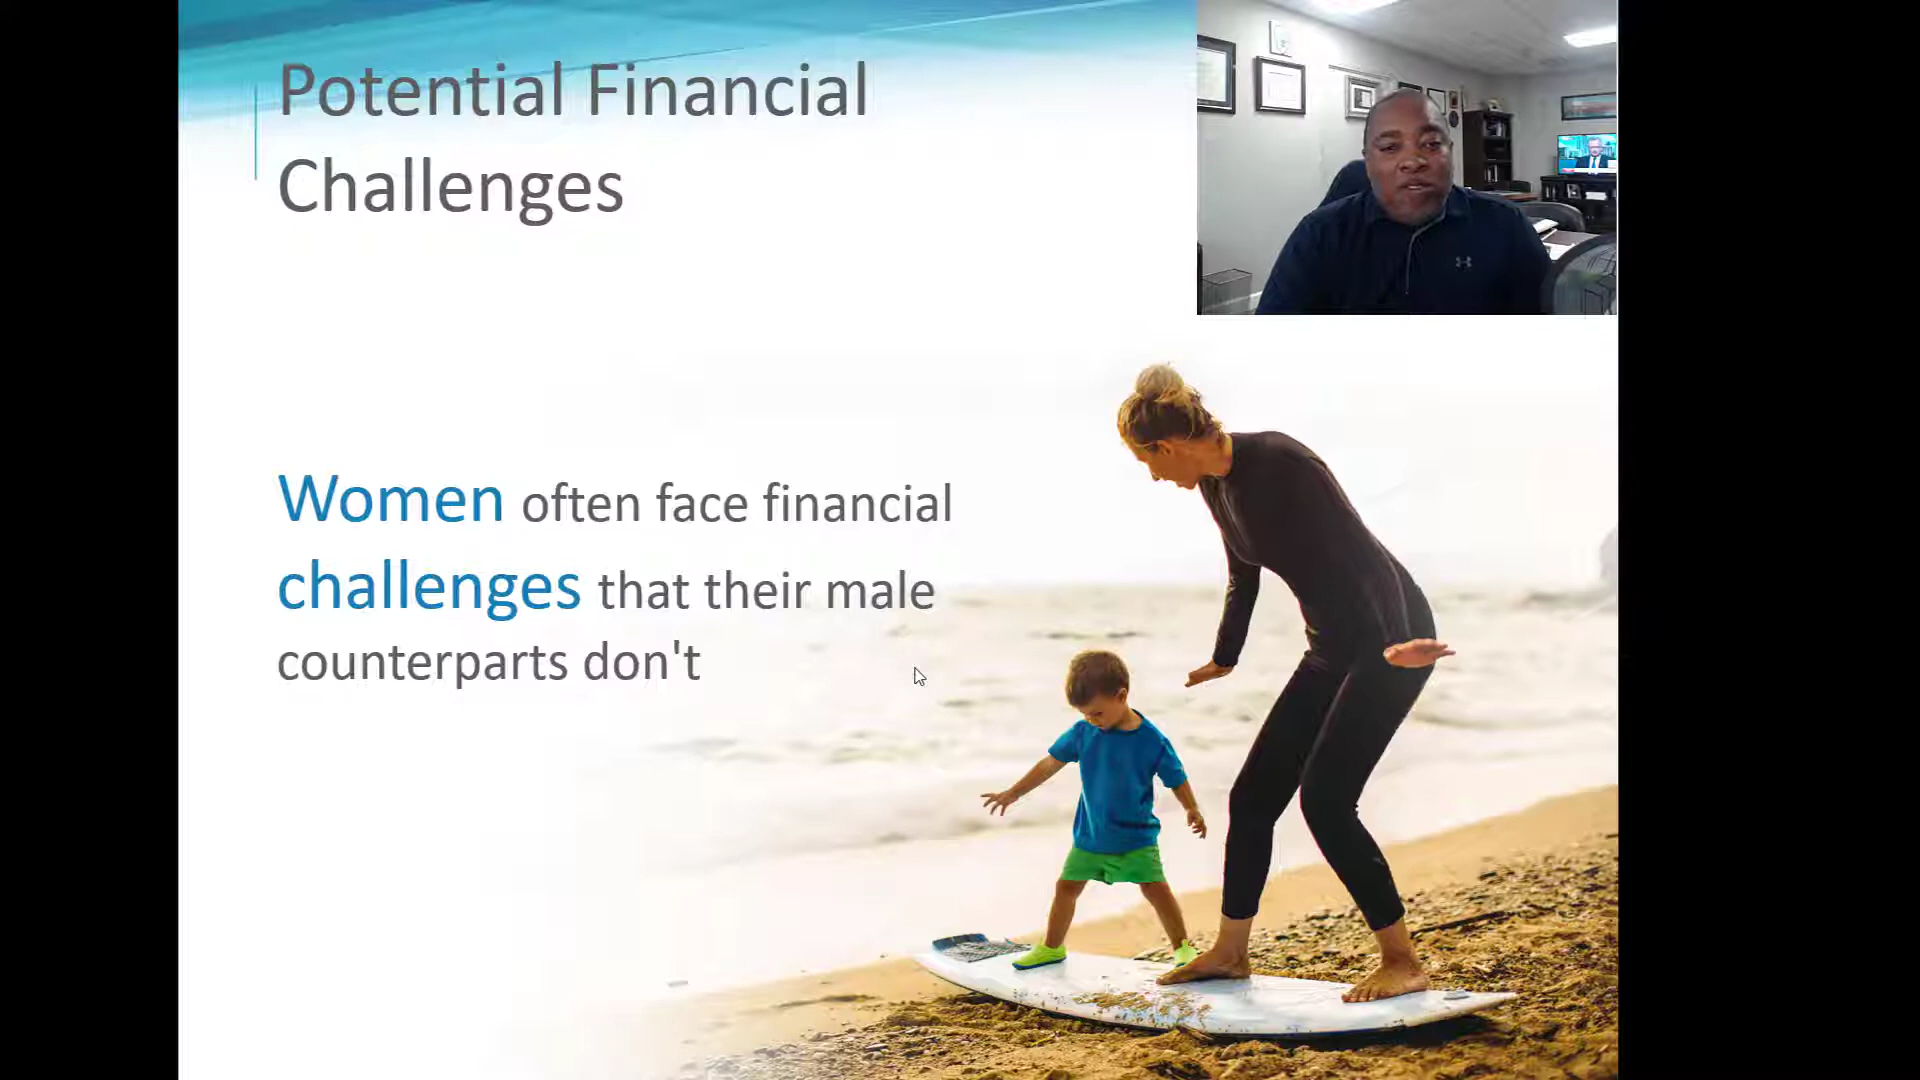 Potential Financial
Challenges
Women often face financial
challenges that their male
counterparts don't